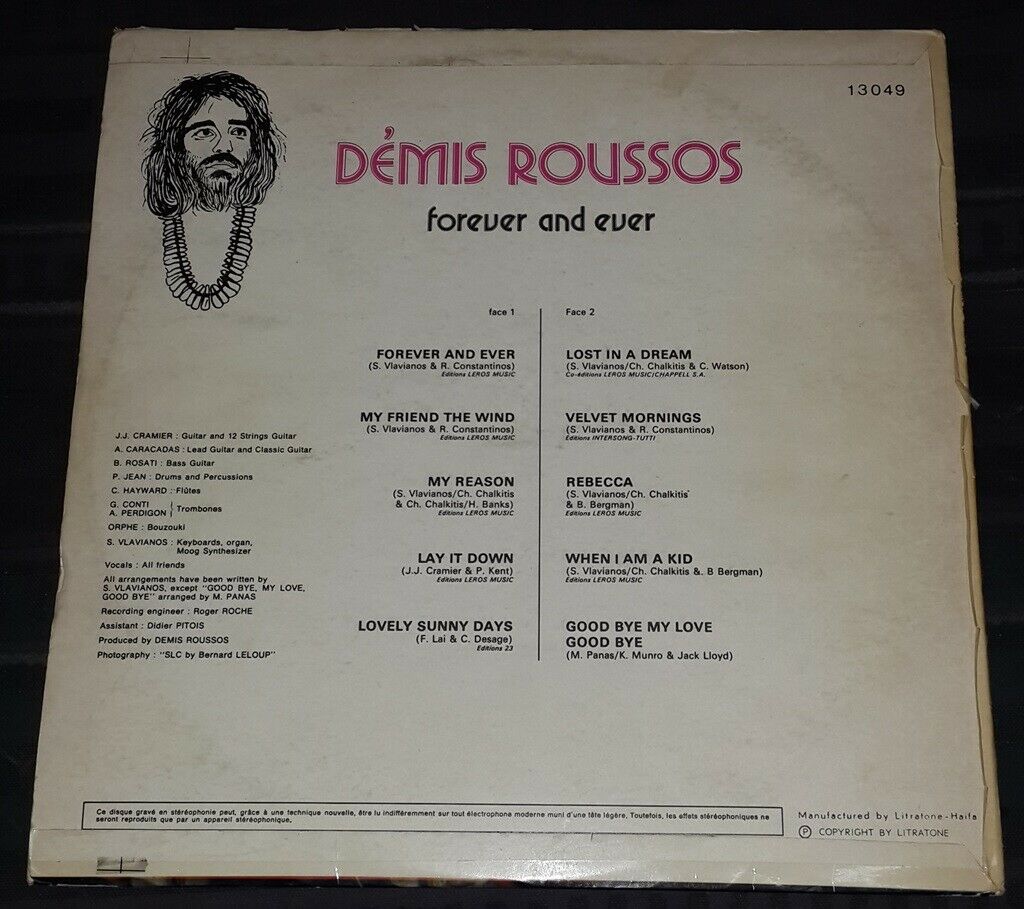 13049
DÉMIS ROUSSOS
forever and ever
face 1
FOREVER AND EVER
(S. Vlavianos & R. Constantinos)
Editions LEROS MUSIC
MY FRIEND THE WIND
(S. Vlavianos & R. Constantinos)
Editions LEROS MUSIC
MY REASON
(S. Vlavianos/Ch. Chalkitis
& Ch. Chalkitis/H. Banks)
Editions LEROS MUSIC
LAY IT DOWN
(J.J. Cramier & P. Kent)
Editions LEROS MUSIC
LOVELY SUNNY DAYS
(F. Lai & C. Desage)
Editions 23
Face 2
LOST IN A DREAM
(S. Vlavianos/Ch. Chalkitis & C. Watson)
Co-éditions LEROS MUSIC/CHAPPELL S.A.
VELVET MORNINGS
(S. Vlavianos & R. Constantinos)
Editions INTERSONG-TUTTI
REBECCA
(S. Vlavianos/Ch. Chalkitis
& B. Bergman)
Editions LEROS MUSIC
WHEN I AM A KID
(S. Vlavianos/Ch. Chalkitis &. B Bergman)
Editions LEROS MUSIC
GOOD BYE MY LOVE
GOOD BYE
(M. Panas/K. Munro & Jack Lloyd)
J.J. CRAMIER : Guitar and 12 Strings Guitar
A. CARACADAS : Lead Guitar and Classic Guitar
B. ROSATI : Bass Guitar
P. JEAN : Drums and Percussions
C. HAYWARD : Flûtes
G. CONTI
A. PERDIGON } Trombones
ORPHE : Bouzouki
S. VLAVIANOS : Keyboards, organ,
Moog Synthesizer
Vocals : All friends
All arrangements have been written by
S. VLAVIANOS, except "GOOD BYE, MY LOVE,
GOOD BYE" arranged by M. PANAS
Recording engineer : Roger ROCHE
Assistant : Didier PITOIS
Produced by DEMIS ROUSSOS
Photography : "SLC by Bernard LELOUP"
Ce disque gravé en stéréophonie peut, grâce à une technique nouvelle, être lu indifféremment sur tout électrophone moderne muni d'une tête légère. Toutefois, les effets stéréophoniques ne
seront reproduits que par un appareil stéréophonique.
Manufactured by Litratone-Haifa
Ⓟ COPYRIGHT BY LITRATONE